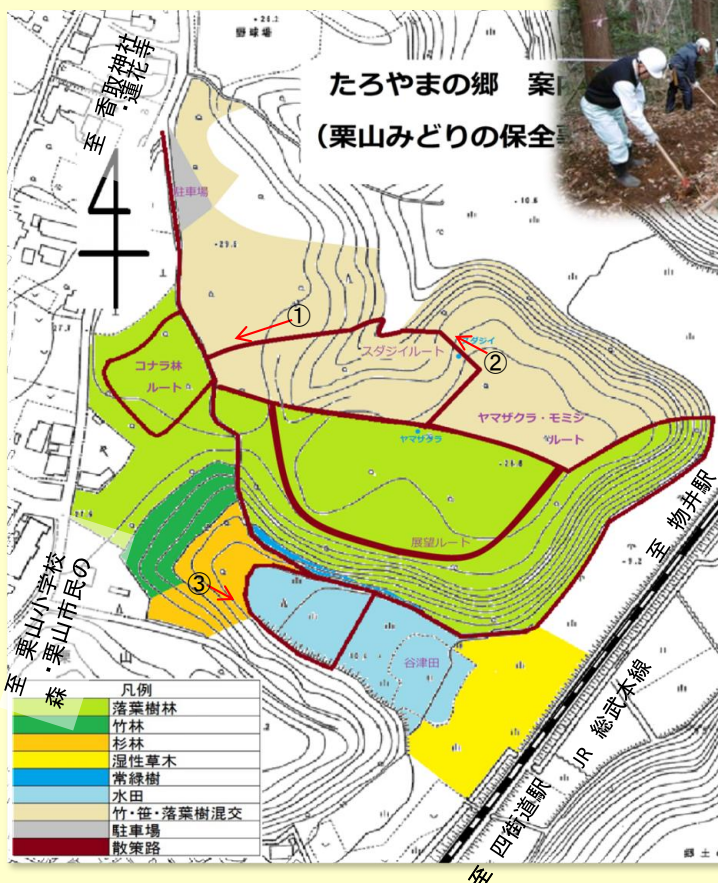 野球場
たろやまの郷 案
(栗山みどりの保全
至 香取神社
・蓮花寺
駐車場
①
スダジイルート
スダジイ
②
コナラ林
ルート
ヤマザクラ・モミジ
ルート
ヤマザクラ
展望ルート
至 物井駅
③
谷津田
至 栗山小学校
・栗山市民の
森
山
JR 総武本線
至 四街道駅
凡例
落葉樹林
竹林
杉林
湿性草木
常緑樹
水田
竹・笹・落葉樹混交
駐車場
散策路